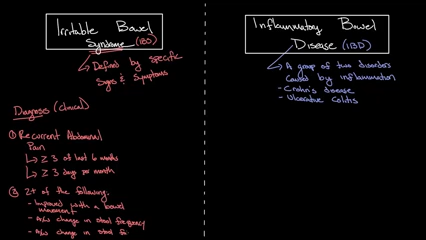 Irritable Bowel
Syndrome (IBS)
↳ Defined by specific
Signs & Symptoms
Diagnosis (Clinical)
① Recurrent Abdominal
Pain
↳ ≥ 3 of last 6 months
↳ ≥ 3 days per month
② 2+ of the following:
- Improved with a bowel
movement
- A/w change in stool frequency
- A/w change in stool fo
Inflammatory Bowel
Disease (IBD)
↳ A group of two disorders
caused by inflammation
- Crohn's disease
- Ulcerative Colitis